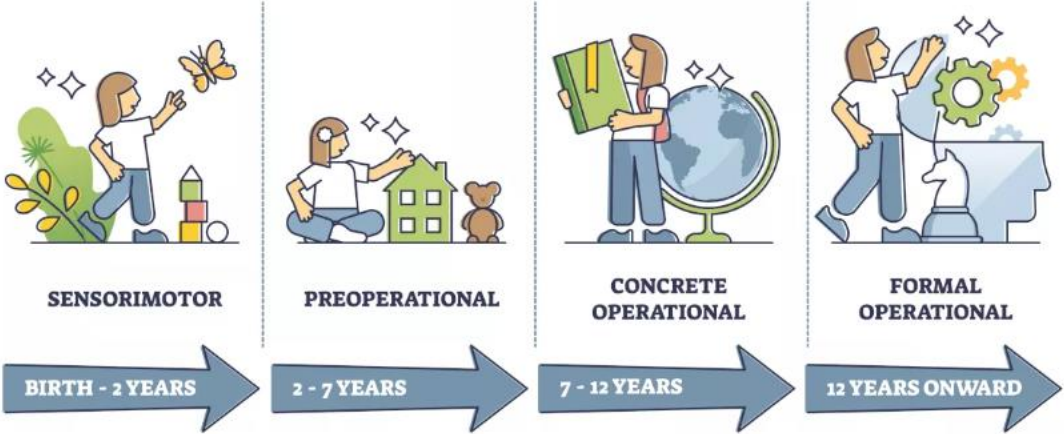 SENSORIMOTOR
PREOPERATIONAL
CONCRETE
OPERATIONAL
FORMAL
OPERATIONAL
BIRTH - 2 YEARS
2 - 7 YEARS
7 - 12 YEARS
12 YEARS ONWARD